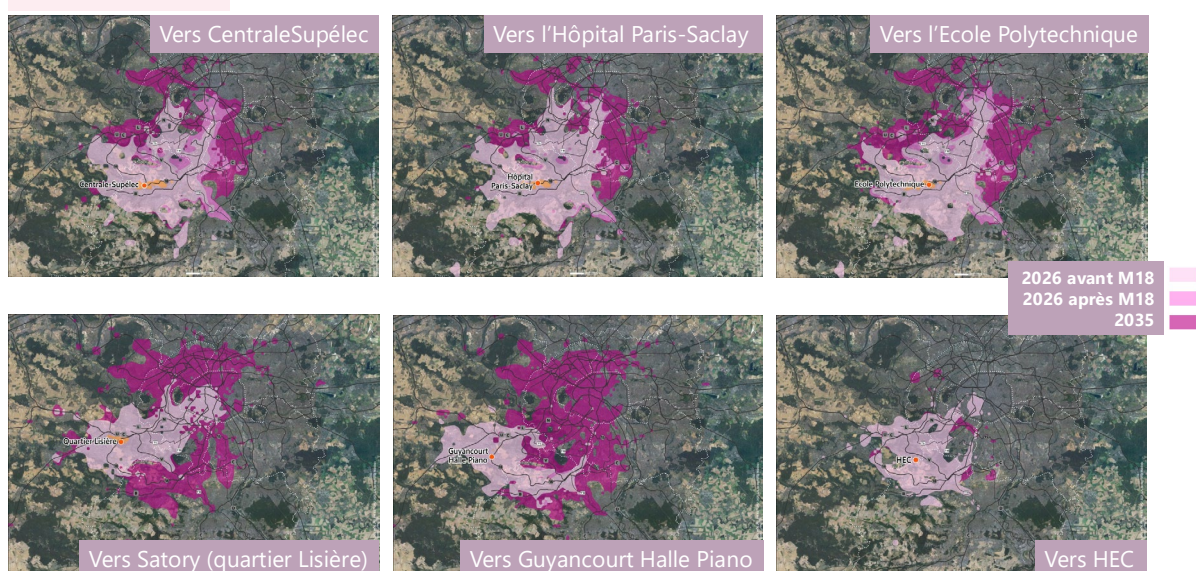 Vers CentraleSupélec
Vers l'Hôpital Paris-Saclay
Vers l'Ecole Polytechnique
Centrale-Supélec
Hôpital
Paris-Saclay
Ecole Polytechnique
2026 avant M18
2026 après M18
2035
Quartier Lisière
Guyancourt
Halle Piano
HEC
Vers Satory (quartier Lisière)
Vers Guyancourt Halle Piano
Vers HEC